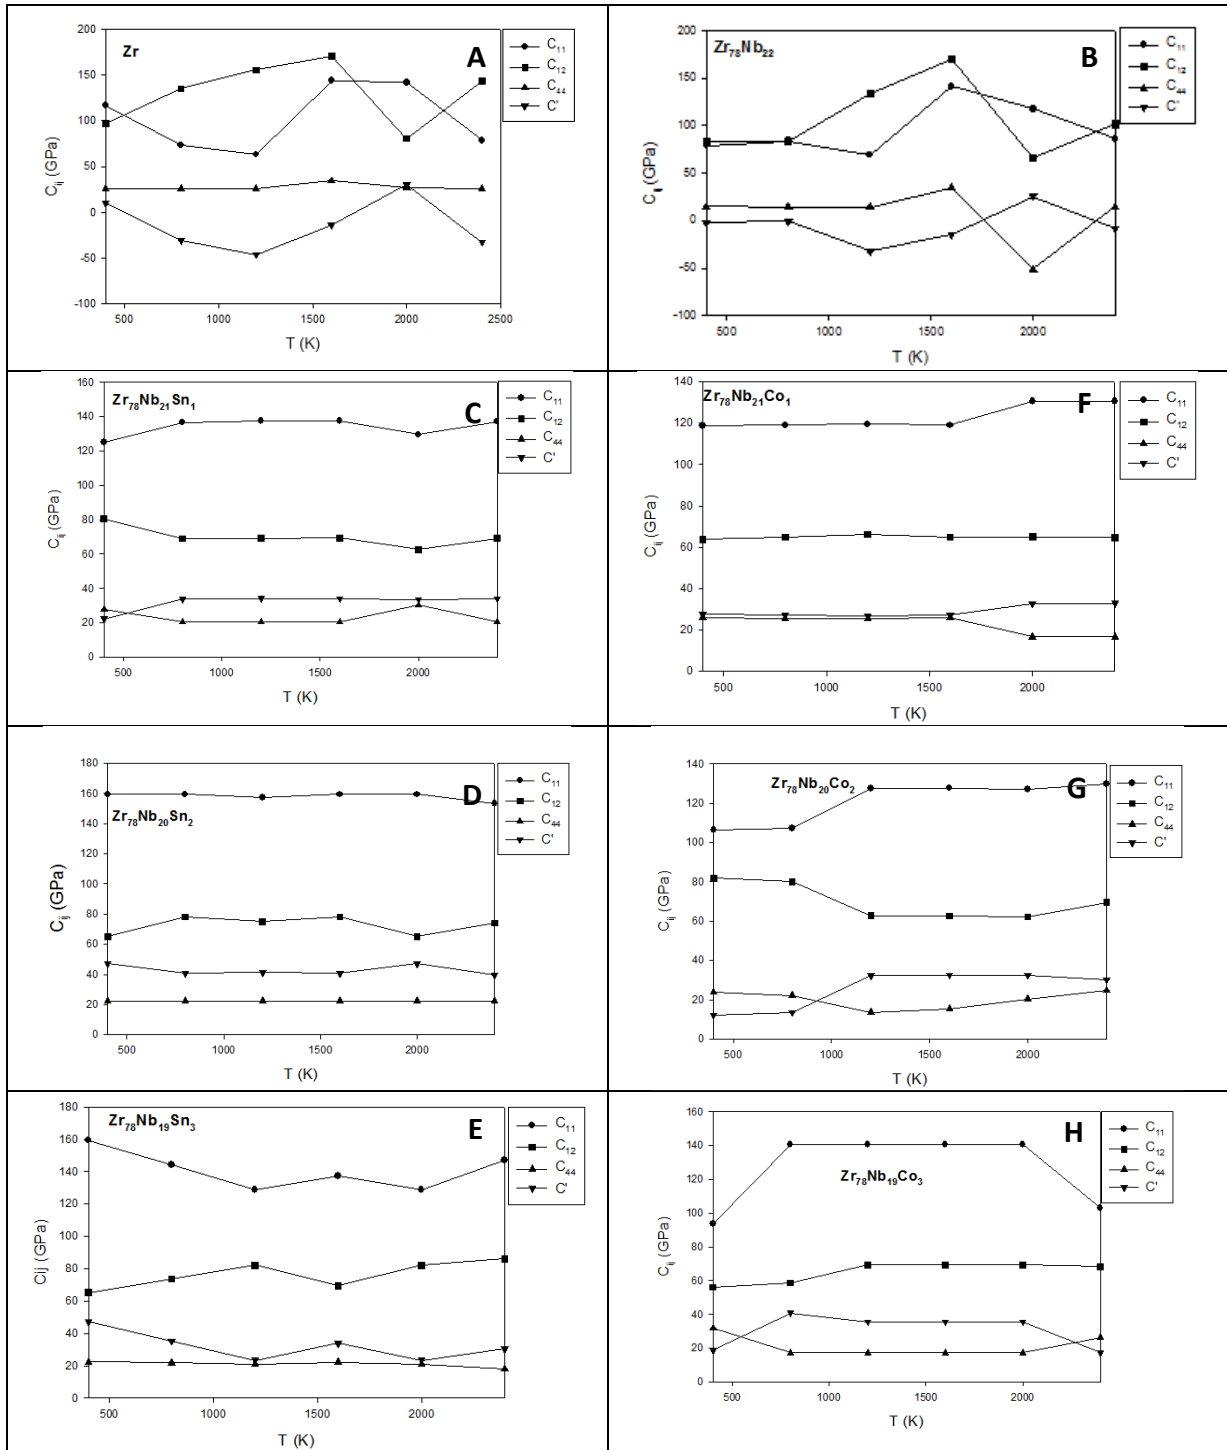 Zr
A
C11
C12
C44
C'
200
150
100
50
0
-50
-100
Cij (GPa)
500
1000
1500
2000
2500
T (K)
Zr78Nb22
B
C11
C12
C44
C'
200
150
100
50
0
-50
-100
Cij (GPa)
500
1000
1500
2000
T (K)
Zr78Nb21Sn1
C
C11
C12
C44
C'
160
140
120
100
80
60
40
20
0
Cij (GPa)
500
1000
1500
2000
T (K)
Zr78Nb21Co1
F
C11
C12
C44
C'
140
120
100
80
60
40
20
0
Cij (GPa)
500
1000
1500
2000
T (K)
Zr78Nb20Sn2
D
C11
C12
C44
C'
180
160
140
120
100
80
60
40
20
0
Cij (GPa)
500
1000
1500
2000
T (K)
Zr78Nb20Co2
G
C11
C12
C44
C'
140
120
100
80
60
40
20
0
Cij (GPa)
500
1000
1500
2000
T (K)
Zr78Nb19Sn3
E
C11
C12
C44
C'
180
160
140
120
100
80
60
40
20
0
Cij (GPa)
500
1000
1500
2000
T (K)
Zr78Nb19Co3
H
C11
C12
C44
C'
160
140
120
100
80
60
40
20
0
Cij (GPa)
500
1000
1500
2000
T (K)